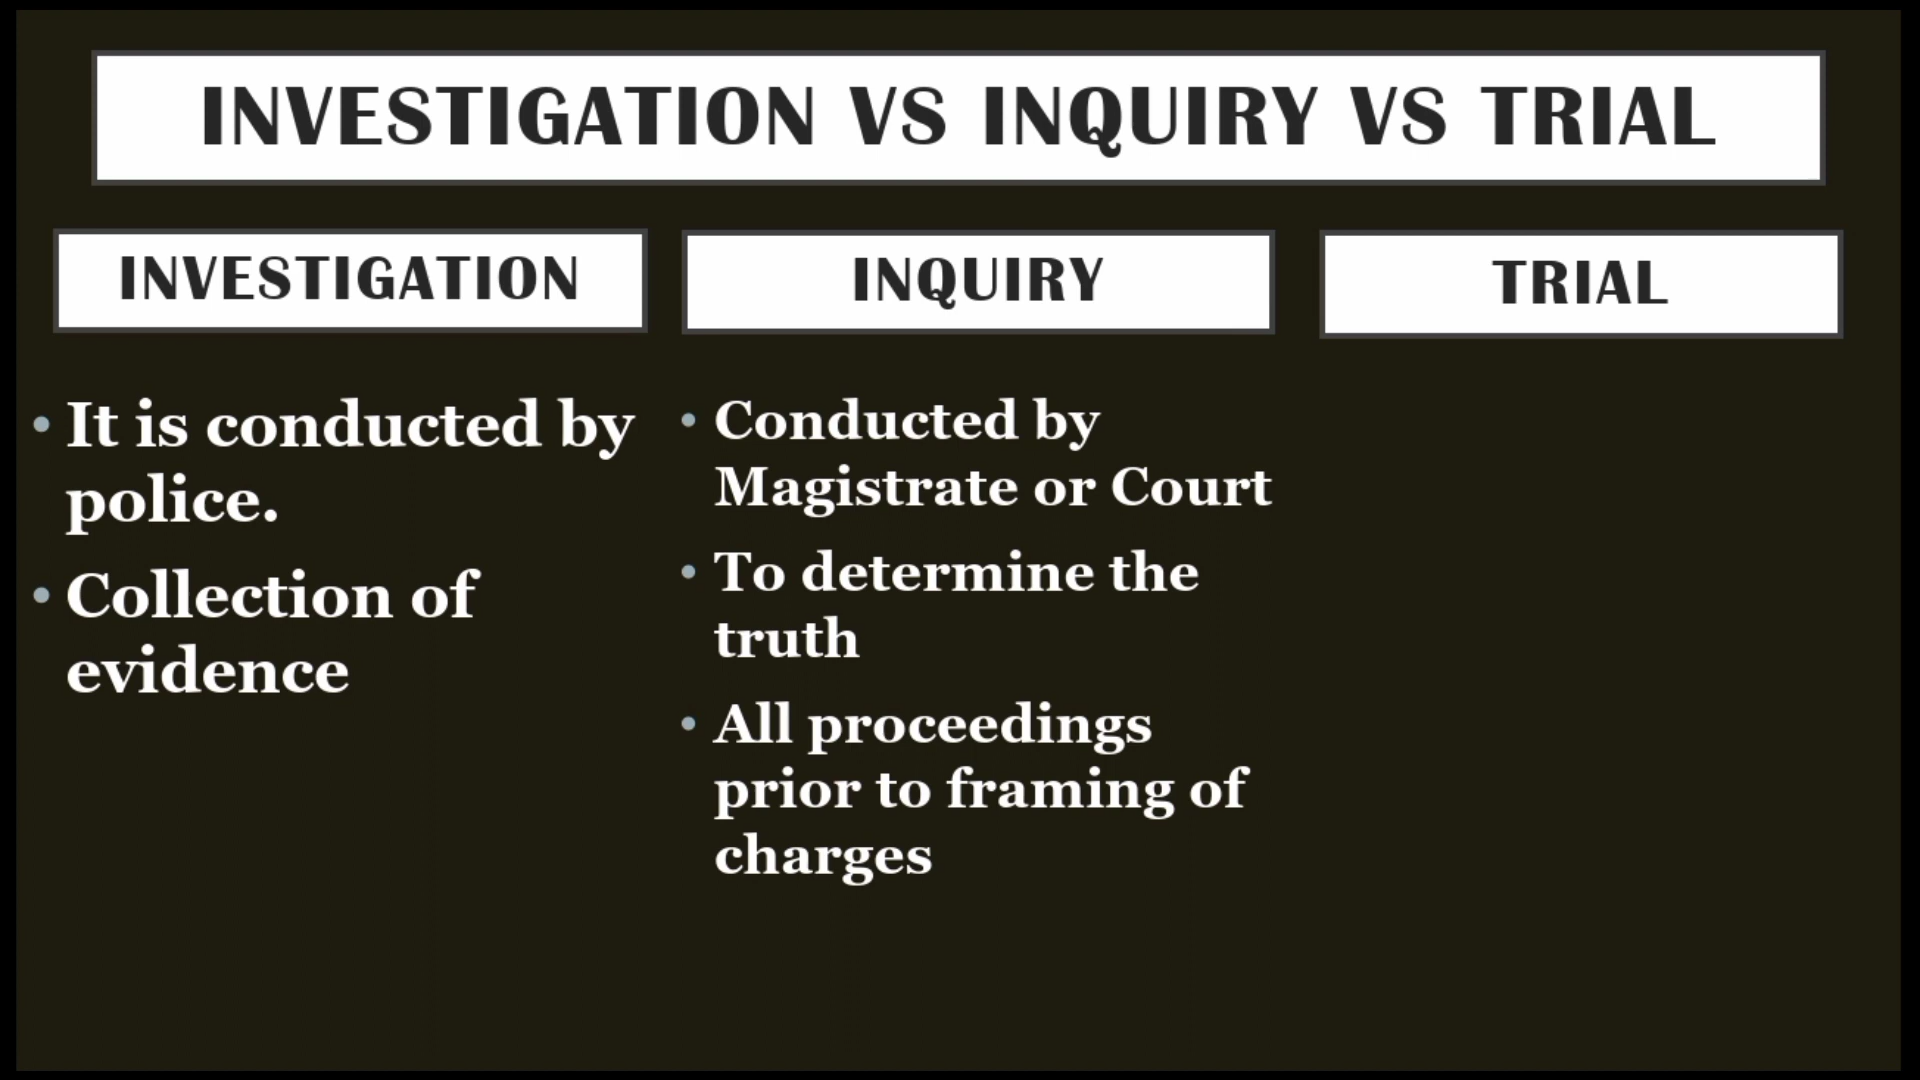 INVESTIGATION VS INQUIRY VS TRIAL
INVESTIGATION
• It is conducted by
police.
• Collection of
evidence
INQUIRY
• Conducted by
Magistrate or Court
• To determine the
truth
• All proceedings
prior to framing of
charges
TRIAL